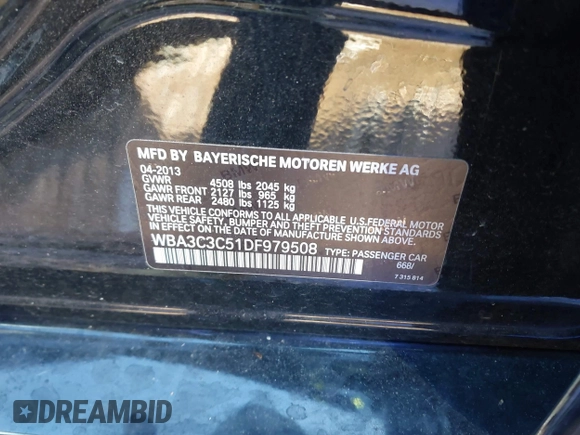 MFD BY BAYERISCHE MOTOREN WERKE AG
04-2013
GVWR 4508 lbs 2045 kg
GAWR FRONT 2127 lbs 965 kg
GAWR REAR 2480 lbs 1125 kg
THIS VEHICLE CONFORMS TO ALL APPLICABLE U.S.FEDERAL MOTOR
VEHICLE SAFETY, BUMPER AND THEFT PREVENTION STANDARDS
IN EFFECT ON THE DATE OF MANUFACTURE SHOWN ABOVE.
WBA3C3C51DF979508 TYPE: PASSENGER CAR
668/
7 315 814
DREAMBID